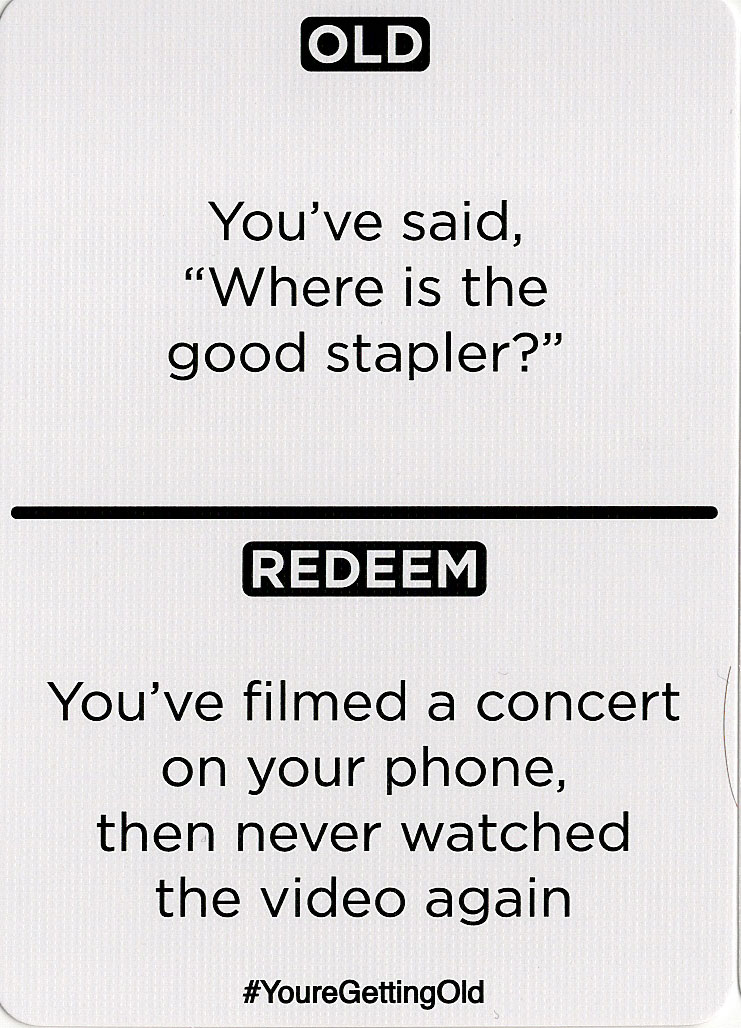 OLD
You’ve said,
“Where is the
good stapler?”
REDEEM
You’ve filmed a concert
on your phone,
then never watched
the video again
#YoureGettingOld